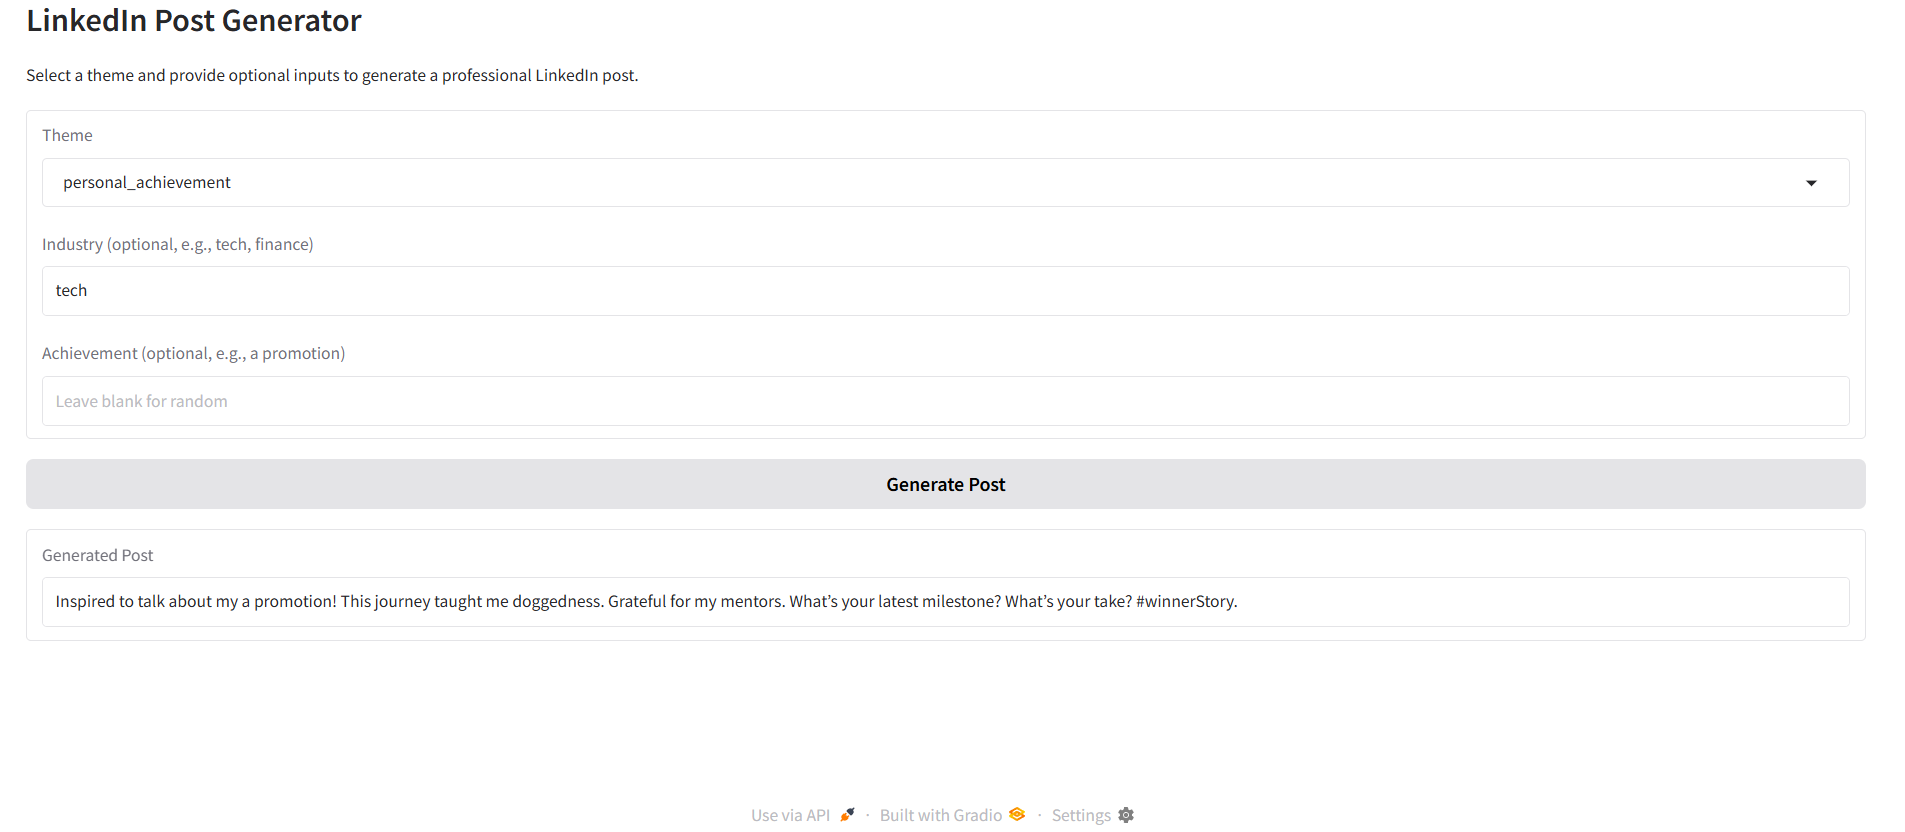 LinkedIn Post Generator
Select a theme and provide optional inputs to generate a professional LinkedIn post.
Theme
personal_achievement
Industry (optional, e.g., tech, finance)
tech
Achievement (optional, e.g., a promotion)
Leave blank for random
Generate Post
Generated Post
Inspired to talk about my a promotion! This journey taught me doggedness. Grateful for my mentors. What’s your latest milestone? What’s your take? #winnerStory.
Use via API · Built with Gradio · Settings